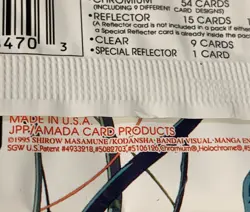 CHROMIUM 54 CARDS
(INCLUDING 9 DIFFERENT CARD DESIGNS)
•REFLECTOR 15 CARDS
(A Reflector card is not included in a pack if either
a Special Reflector card is already inside the pack
•CLEAR 9 CARDS
•SPECIAL REFLECTOR 1 CARD
4470 3
MADE IN U.S.A.
JPP/AMADA CARD PRODUCTS
©1995 SHIROW MASAMUNE/KODANSHA·BANDAI VISUAL·MANGA EN
SGW U.S. Patent #4933218, #5082703, #5106126, Chromium®, Holochrome®, RE